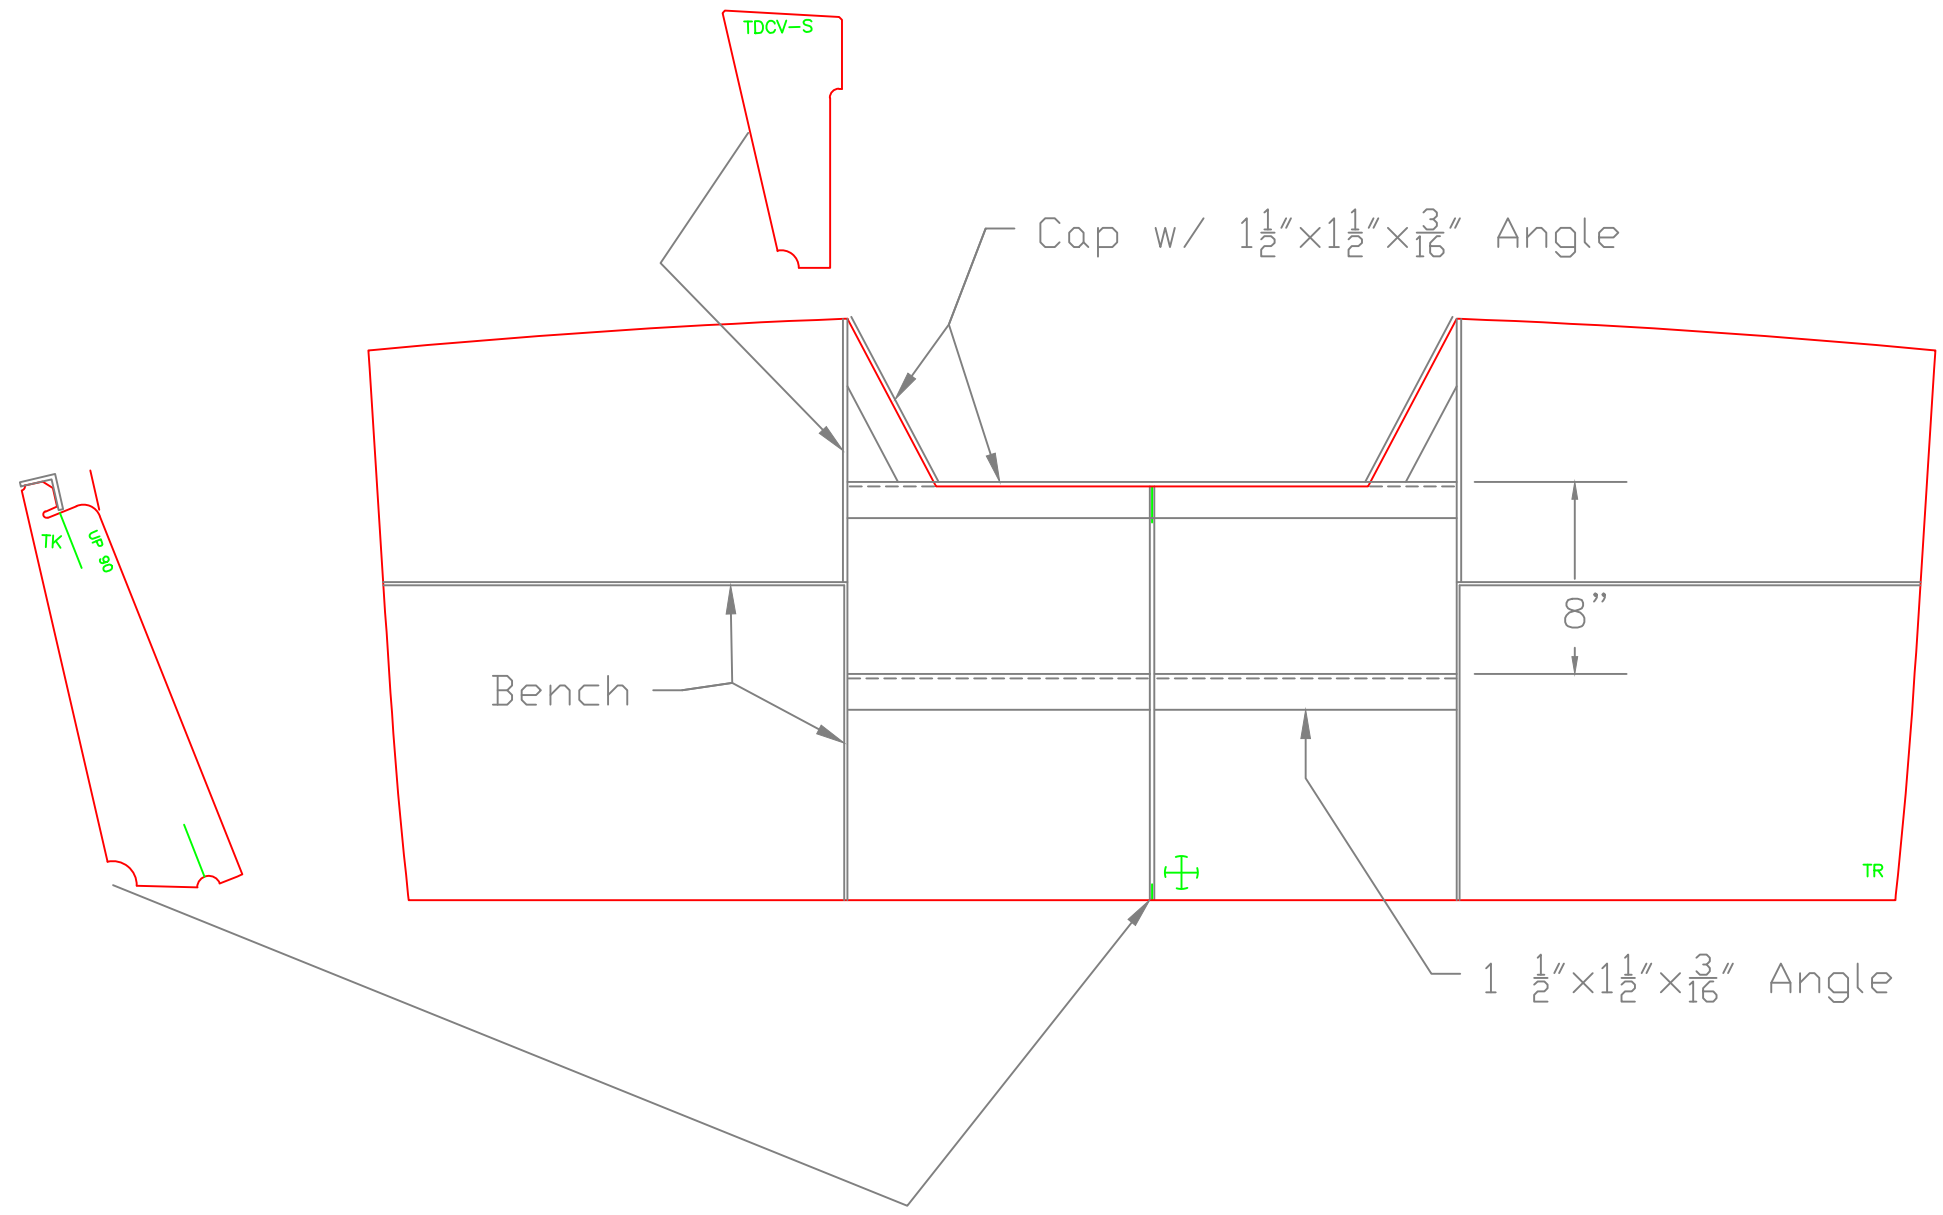 TDCV-S
Cap w/ 1½"x1½"x3/16" Angle
TK
UP 90
8"
Bench
TR
1 ½"x1½"x3/16" Angle